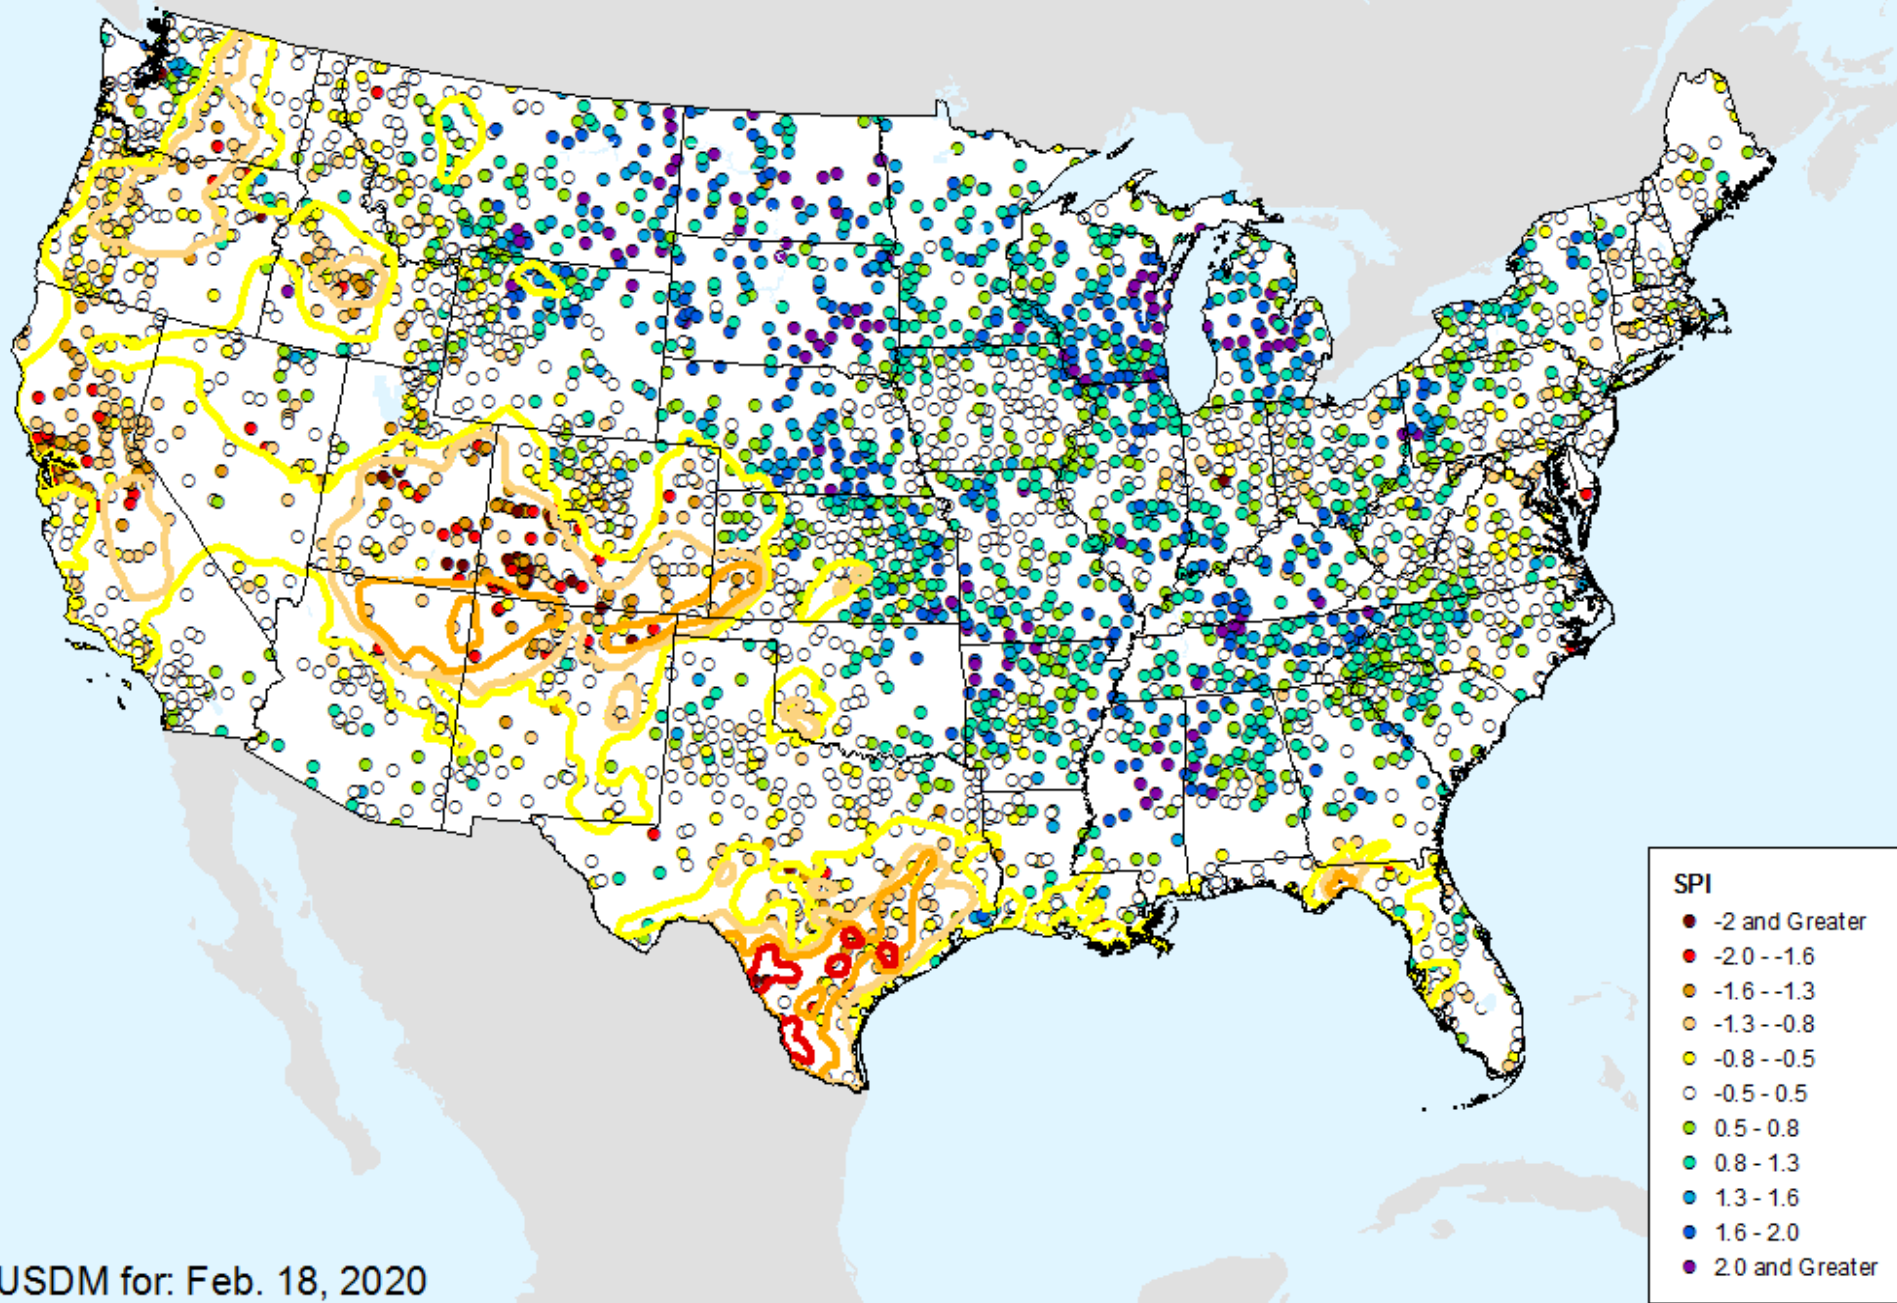 SPI
-2 and Greater
-2.0 - -1.6
-1.6 - -1.3
-1.3 - -0.8
-0.8 - -0.5
-0.5 - 0.5
0.5 - 0.8
0.8 - 1.3
1.3 - 1.6
1.6 - 2.0
2.0 and Greater
USDM for: Feb. 18, 2020